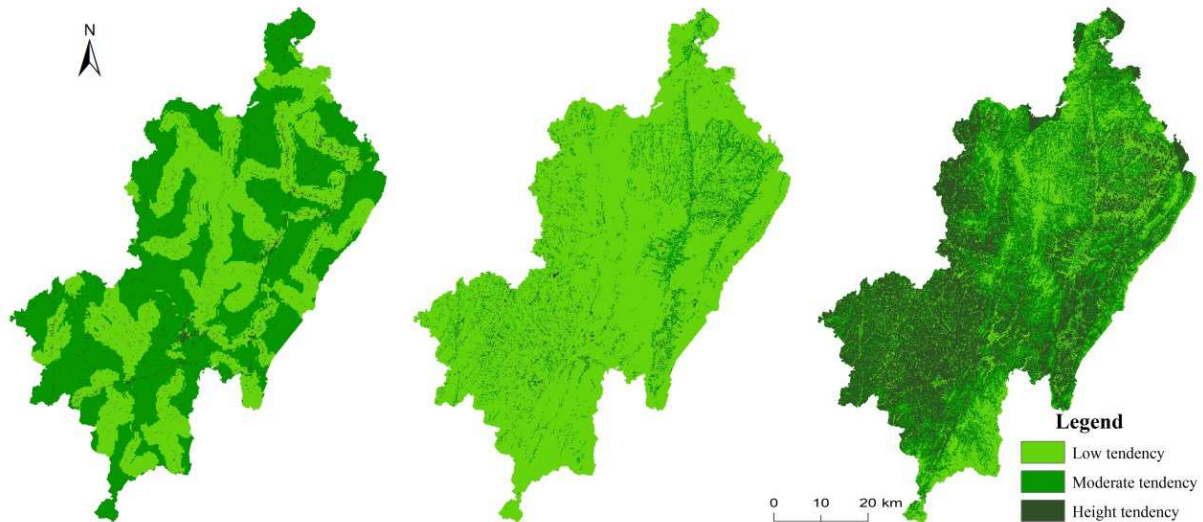 N
Legend
Low tendency
Moderate tendency
Height tendency
0 10 20 km